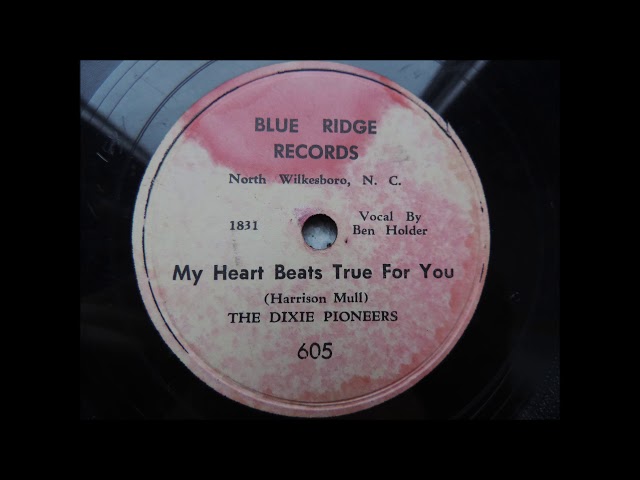 BLUE RIDGE
RECORDS
North Wilkesboro, N. C.
1831
Vocal By
Ben Holder
My Heart Beats True For You
(Harrison Mull)
THE DIXIE PIONEERS
605